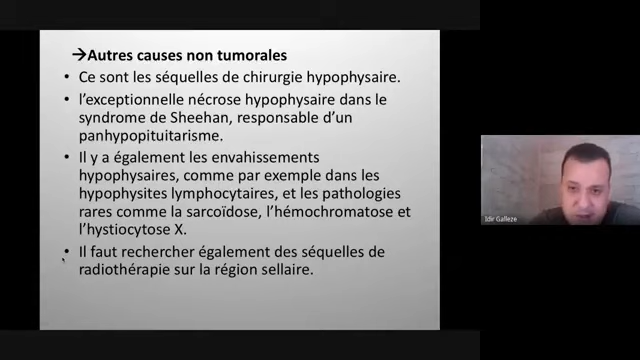 →Autres causes non tumorales
• Ce sont les séquelles de chirurgie hypophysaire.
• l’exceptionnelle nécrose hypophysaire dans le
syndrome de Sheehan, responsable d’un
panhypopituitarisme.
• Il y a également les envahissements
hypophysaires, comme par exemple dans les
hypophysites lymphocytaires, et les pathologies
rares comme la sarcoïdose, l’hémochromatose et
l’hystiocytose X.
• Il faut rechercher également des séquelles de
radiothérapie sur la région sellaire.
Idir Galleze